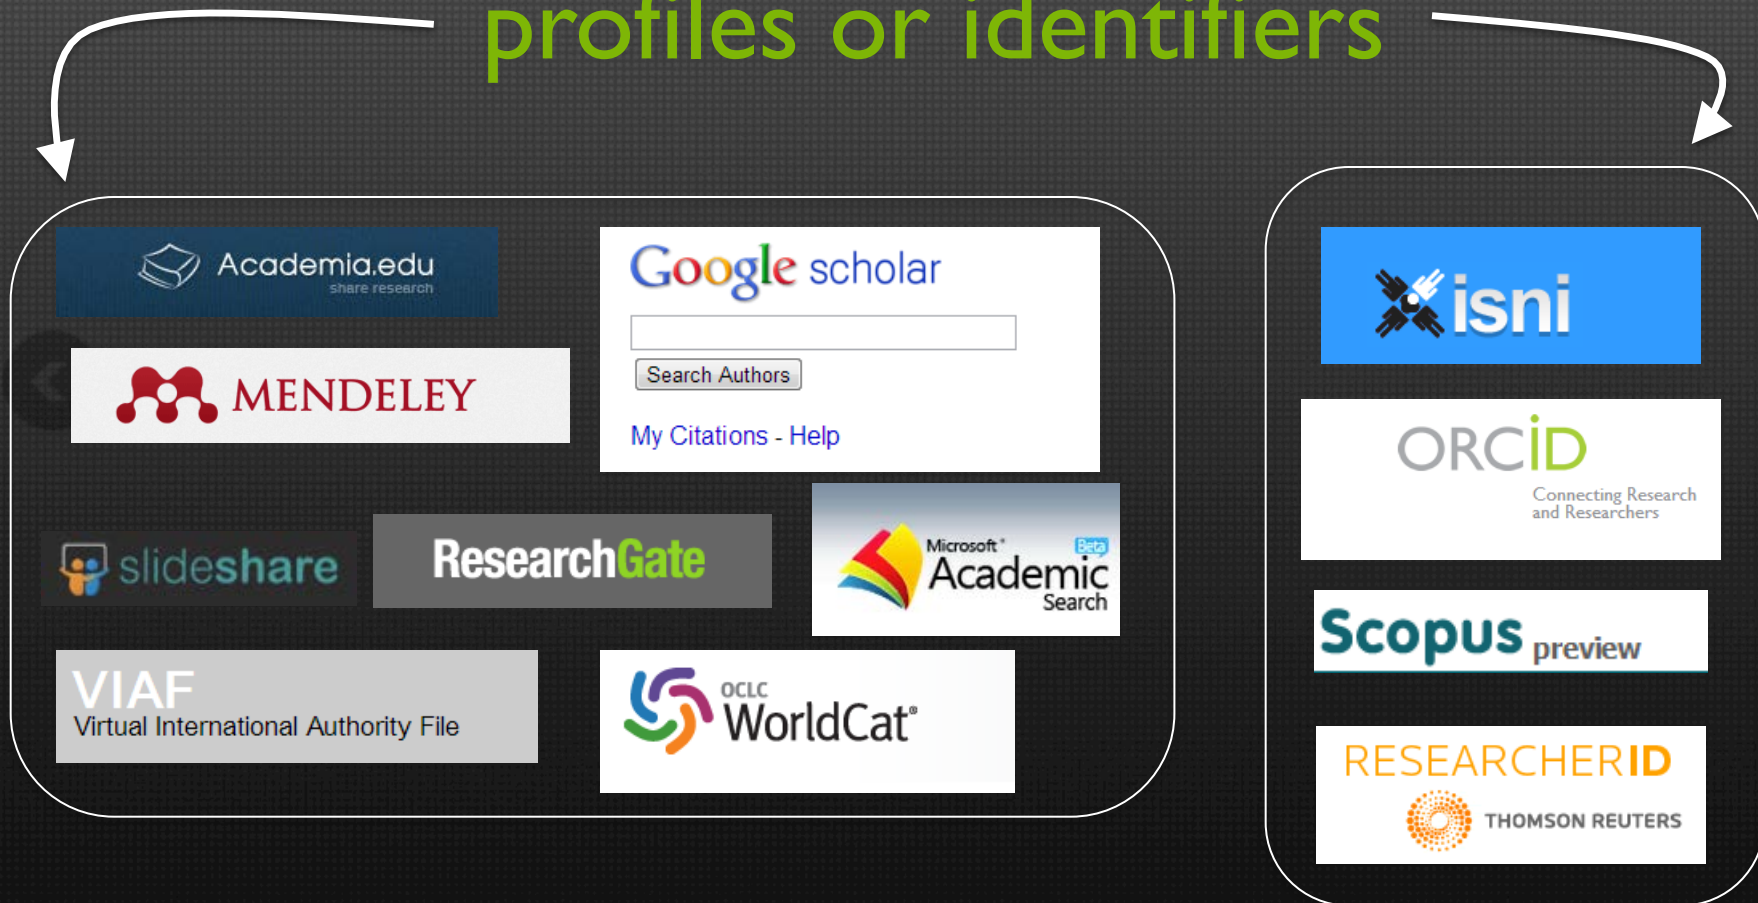 profiles or identifiers
Academia.edu
share research
MENDELEY
Google scholar
Search Authors
My Citations - Help
slideshare
ResearchGate
Microsoft® Beta
Academic
Search
VIAF
Virtual International Authority File
OCLC
WorldCat®
isni
ORCiD
Connecting Research
and Researchers
Scopus preview
RESEARCHERID
THOMSON REUTERS